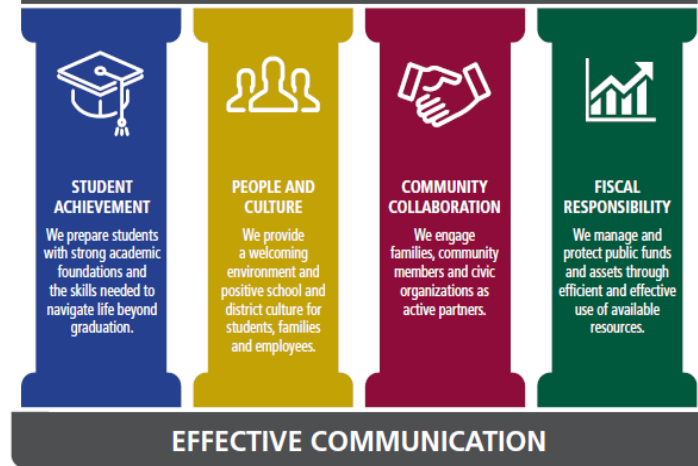 STUDENT
ACHIEVEMENT
We prepare students
with strong academic
foundations and
the skills needed to
navigate life beyond
graduation.
PEOPLE AND
CULTURE
We provide
a welcoming
environment and
positive school and
district culture for
students, families
and employees.
COMMUNITY
COLLABORATION
We engage
families, community
members and civic
organizations as
active partners.
FISCAL
RESPONSIBILITY
We manage and
protect public funds
and assets through
efficient and effective
use of available
resources.
EFFECTIVE COMMUNICATION